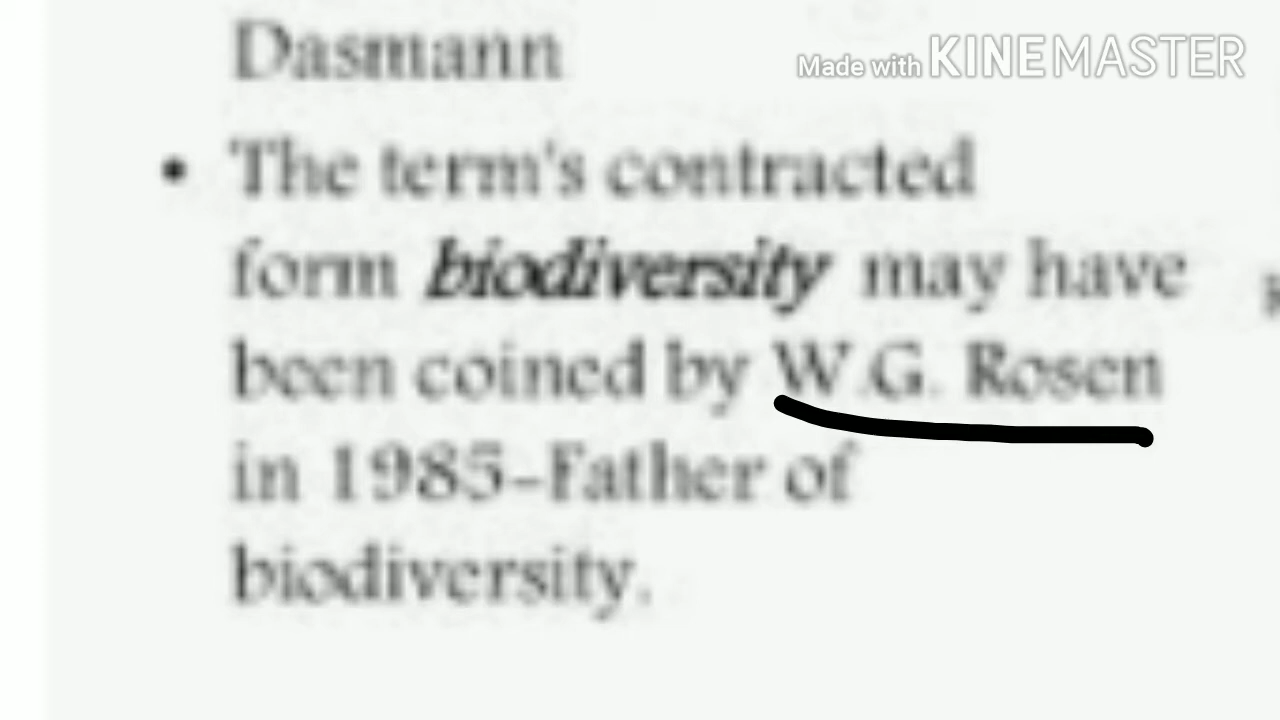 Dasmann
Made with KINEMASTER
• The term's contracted
form biodiversity may have
been coined by W.G. Rosen
in 1985-Father of
biodiversity.